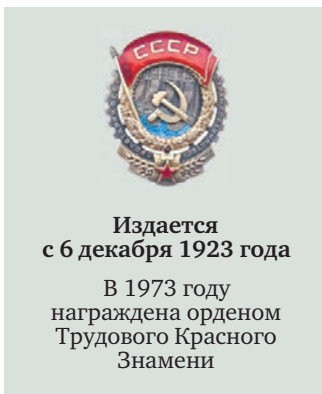 СССР
Издается
с 6 декабря 1923 года
В 1973 году
награждена орденом
Трудового Красного
Знамени